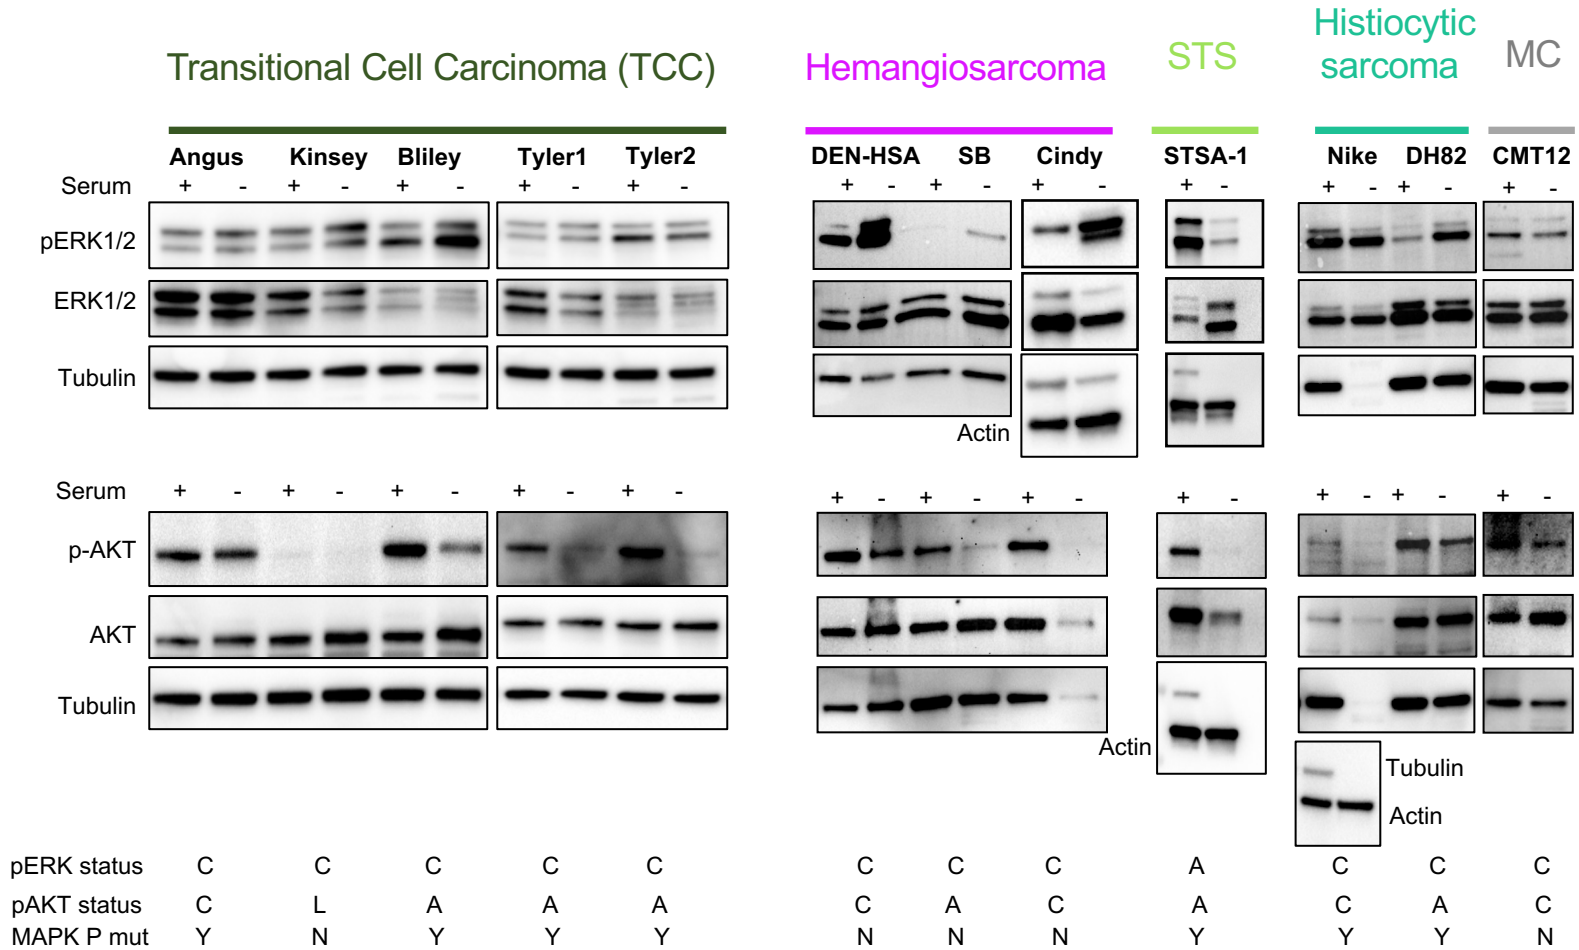 Transitional Cell Carcinoma (TCC) Hemangiosarcoma STS Histiocytic sarcoma MC
Angus Kinsey Bliley Tyler1 Tyler2 DEN-HSA SB Cindy STSA-1 Nike DH82 CMT12
Serum + - + - + - + - + - + - + - + - + - + - + - + -
pERK1/2
ERK1/2
Tubulin
Actin
Serum + - + - + - + - + - + - + - + - + - + - + - + -
p-AKT
AKT
Tubulin
Actin
Tubulin
Actin
pERK status C C C C C C C C A C C C
pAKT status C L A A A C A C A C A C
MAPK P mut Y N Y Y Y N N N Y Y Y N